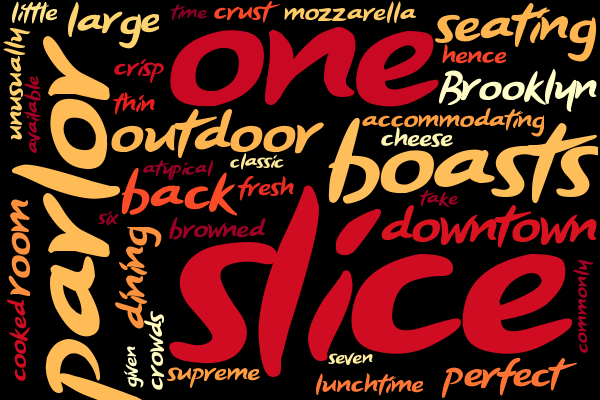 little
large
time
crust
mozzarella
seating
unusually
available
crisp
one
hence
Brooklyn
thin
parlor
outdoor
accommodating
cheese
boasts
classic
atypical
back
fresh
take
six
browned
downtown
room
dining
slice
commonly
cooked
given
crowds
supreme
seven
lunchtime
perfect